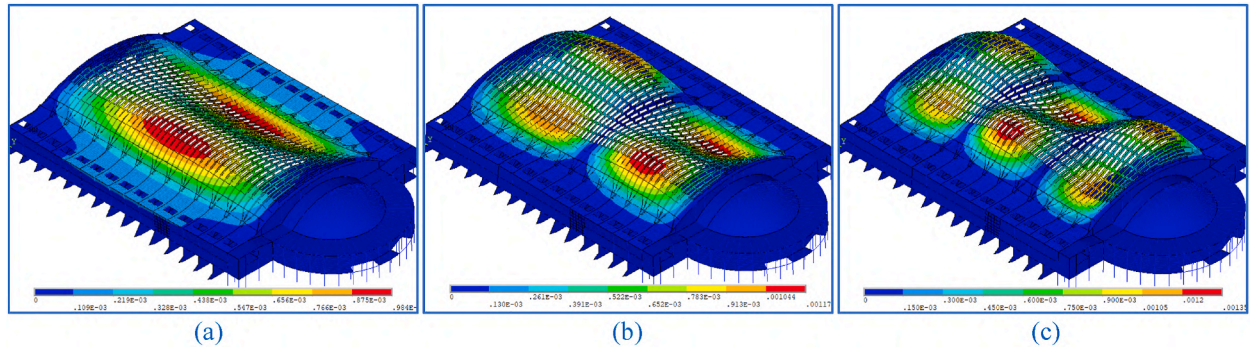 0 .219E-03 .438E-03 .656E-03 .875E-03
.109E-03 .328E-03 .547E-03 .766E-03 .984E-
0 .261E-03 .522E-03 .783E-03 .001044
.130E-03 .391E-03 .652E-03 .913E-03 .00117
0 .300E-03 .600E-03 .900E-03 .0012
.150E-03 .450E-03 .750E-03 .00105 .00135
(a) (b) (c)